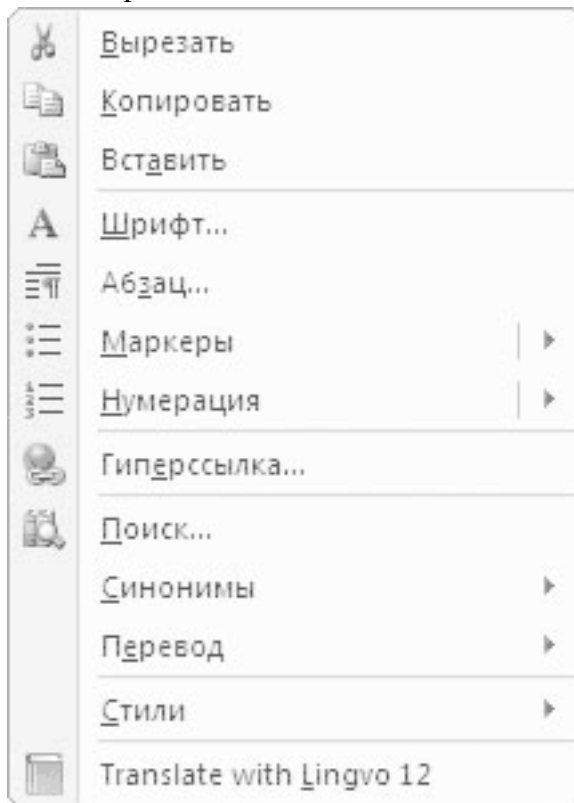 Вырезать
Копировать
Вставить
Шрифт...
Абзац...
Маркеры
Нумерация
Гиперссылка...
Поиск...
Синонимы
Перевод
Стили
Translate with Lingvo 12